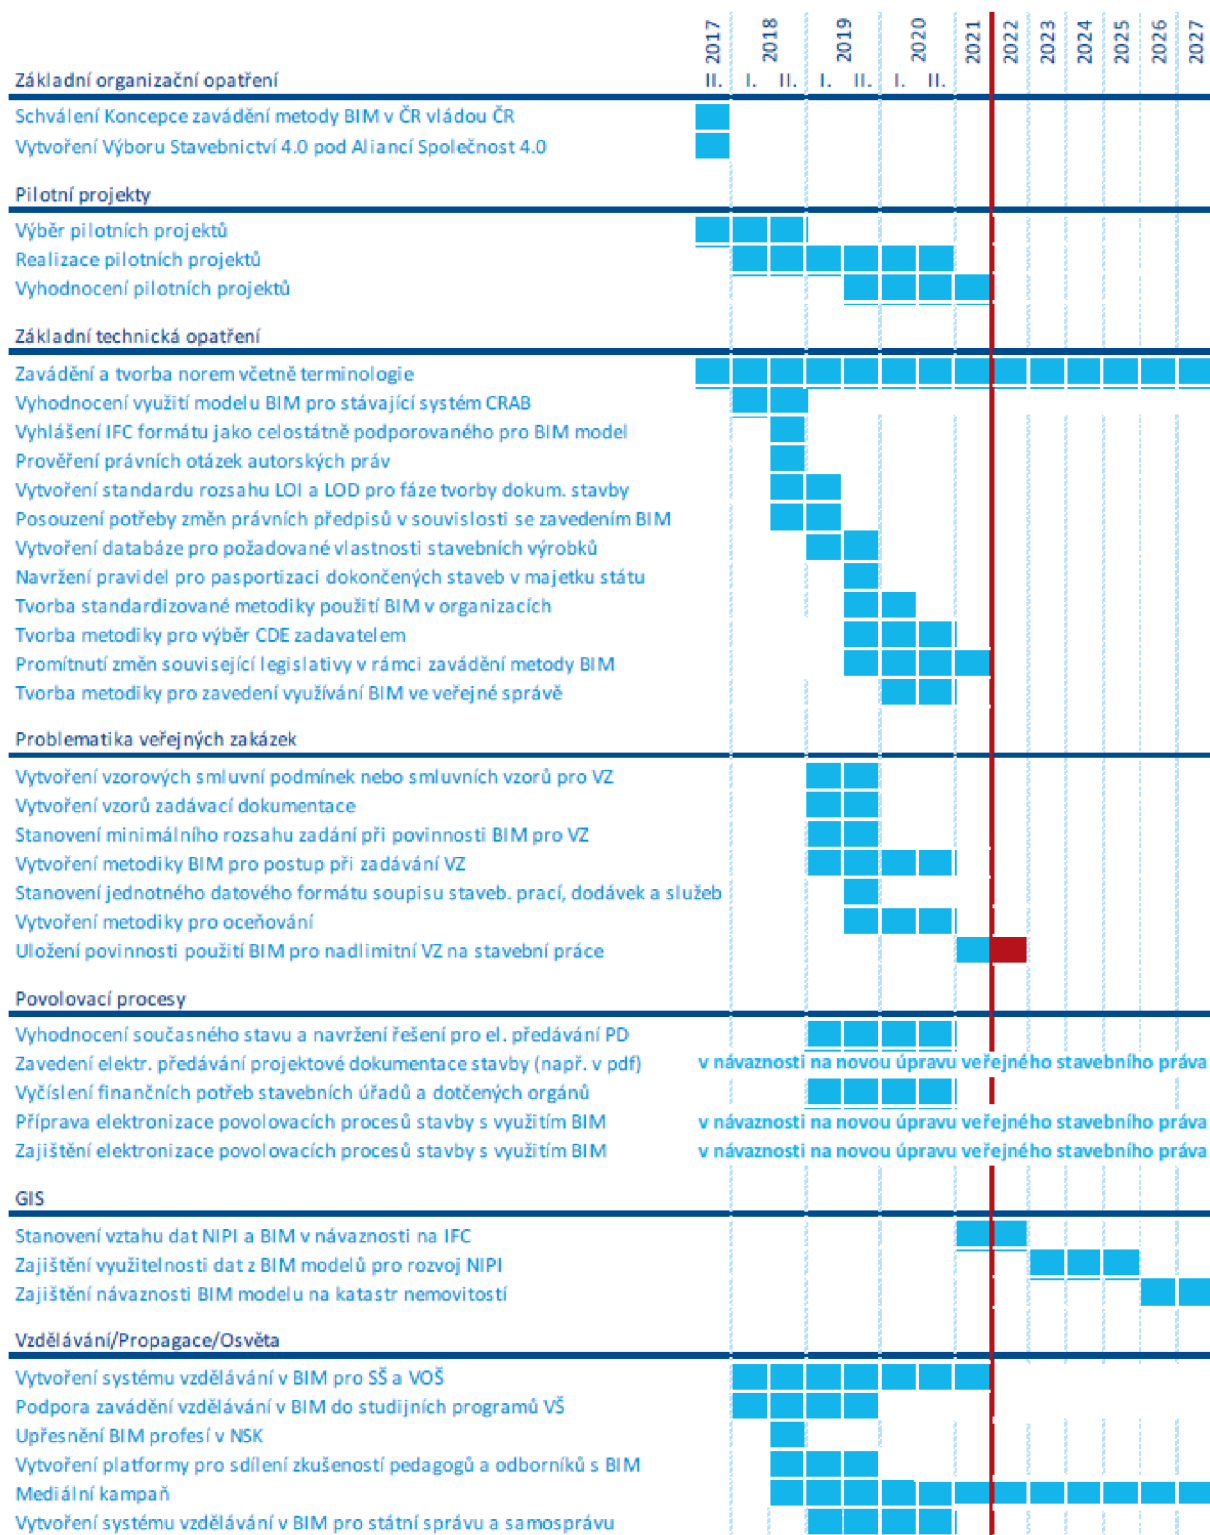 2017 2018 2019 2020 2021 2022 2023 2024 2025 2026 2027
Základní organizační opatření II. I. II. I. II. I. II.
Schválení Koncepce zavádění metody BIM v ČR vládou ČR
Vytvoření Výboru Stavebnictví 4.0 pod Aliancí Společnost 4.0
Pilotní projekty
Výběr pilotních projektů
Realizace pilotních projektů
Vyhodnocení pilotních projektů
Základní technická opatření
Zavádění a tvorba norem včetně terminologie
Vyhodnocení využití modelu BIM pro stávající systém CRAB
Vyhlášení IFC formátu jako celostátně podporovaného pro BIM model
Prověření právních otázek autorských práv
Vytvoření standardu rozsahu LOI a LOD pro fáze tvorby dokum. stavby
Posouzení potřeby změn právních předpisů v souvislosti se zavedením BIM
Vytvoření databáze pro požadované vlastnosti stavebních výrobků
Navržení pravidel pro pasportizaci dokončených staveb v majetku státu
Tvorba standardizované metodiky použití BIM v organizacích
Tvorba metodiky pro výběr CDE zadavatelem
Promítnutí změn související legislativy v rámci zavádění metody BIM
Tvorba metodiky pro zavedení využívání BIM ve veřejné správě
Problematika veřejných zakázek
Vytvoření vzorových smluvní podmínek nebo smluvních vzorů pro VZ
Vytvoření vzorů zadávací dokumentace
Stanovení minimálního rozsahu zadání při povinnosti BIM pro VZ
Vytvoření metodiky BIM pro postup při zadávání VZ
Stanovení jednotného datového formátu soupisu staveb. prací, dodávek a služeb
Vytvoření metodiky pro oceňování
Uložení povinnosti použití BIM pro nadlimitní VZ na stavební práce
Povolovací procesy
Vyhodnocení současného stavu a navržení řešení pro el. předávání PD
Zavedení elektr. předávání projektové dokumentace stavby (např. v pdf) v návaznosti na novou úpravu veřejného stavebního práva
Vyčíslení finančních potřeb stavebních úřadů a dotčených orgánů
Příprava elektronizace povolovacích procesů stavby s využitím BIM v návaznosti na novou úpravu veřejného stavebního práva
Zajištění elektronizace povolovacích procesů stavby s využitím BIM v návaznosti na novou úpravu veřejného stavebního práva
GIS
Stanovení vztahu dat NIPI a BIM v návaznosti na IFC
Zajištění využitelnosti dat z BIM modelů pro rozvoj NIPI
Zajištění návaznosti BIM modelu na katastr nemovitostí
Vzdělávání/Propagace/Osvěta
Vytvoření systému vzdělávání v BIM pro SŠ a VOŠ
Podpora zavádění vzdělávání v BIM do studijních programů VŠ
Upřesnění BIM profesí v NSK
Vytvoření platformy pro sdílení zkušeností pedagogů a odborníků s BIM
Mediální kampaň
Vytvoření systému vzdělávání v BIM pro státní správu a samosprávu